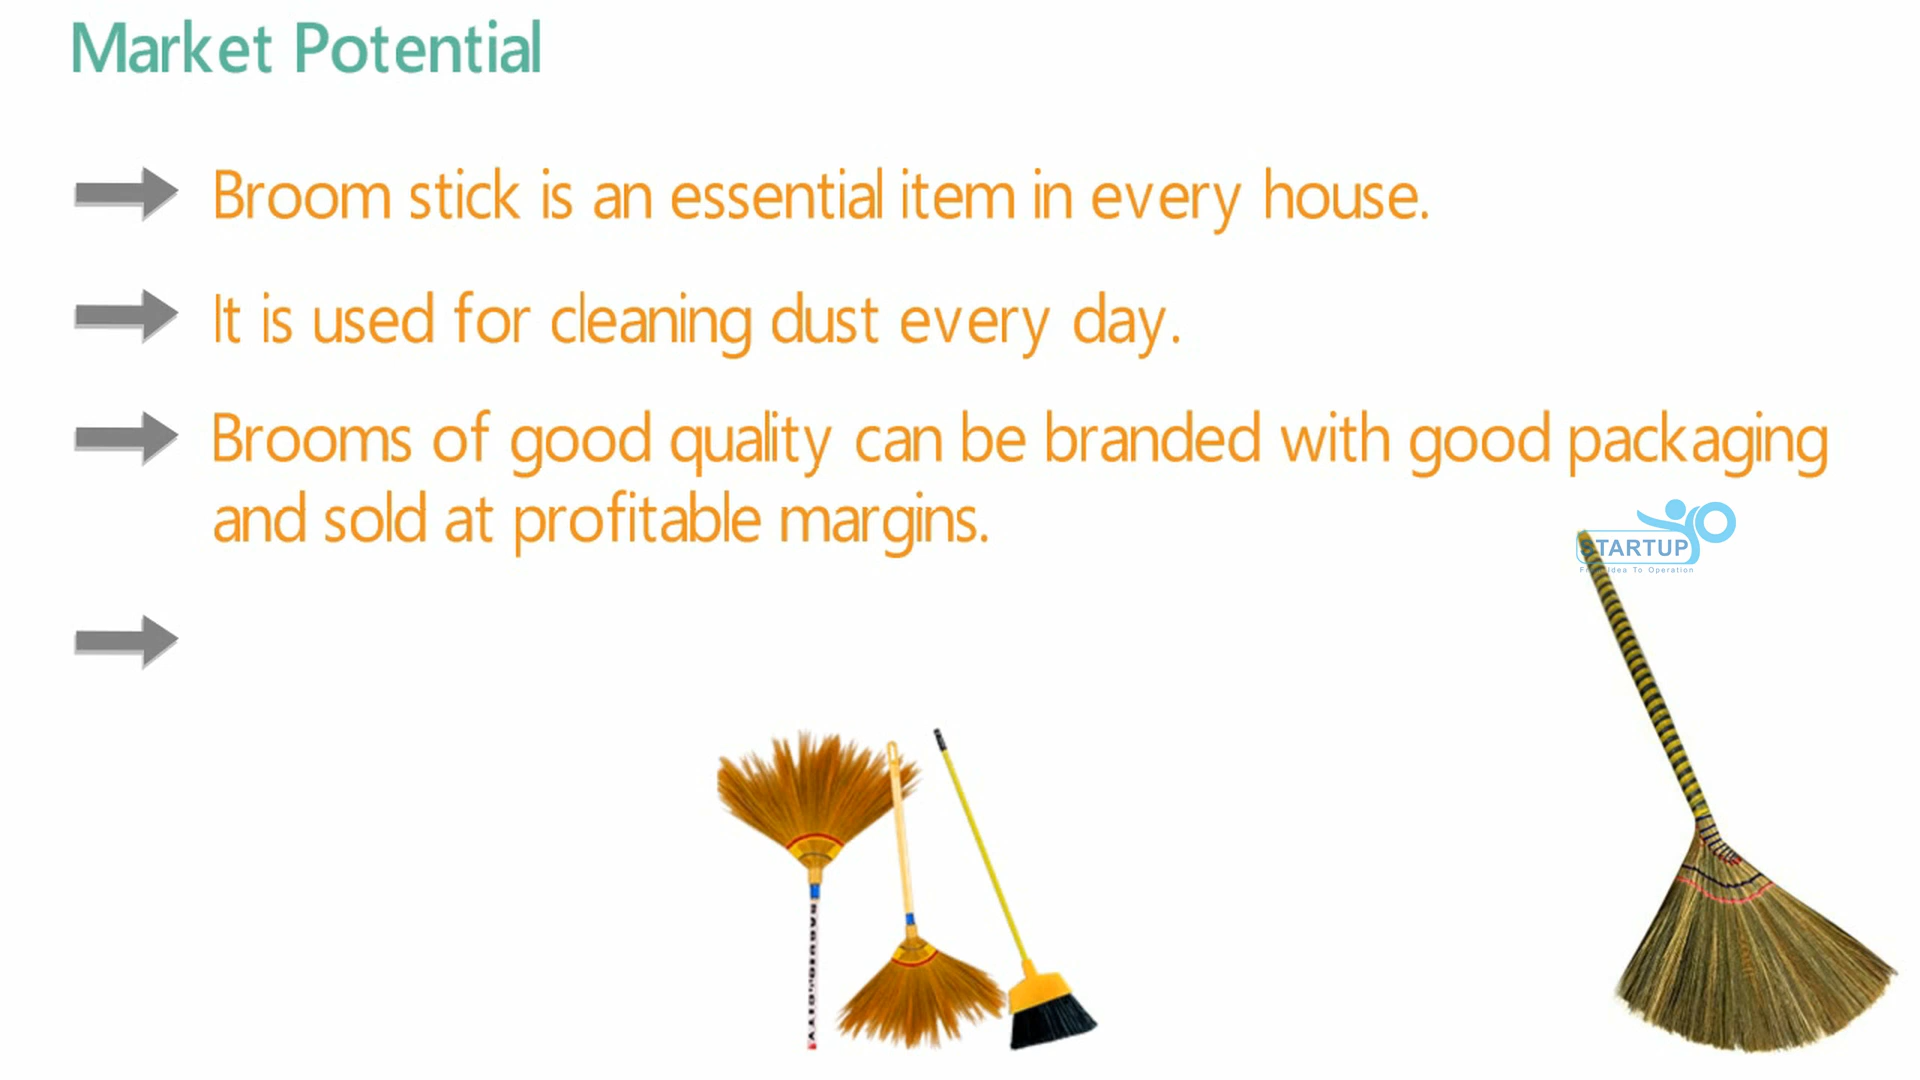 Market Potential
Broom stick is an essential item in every house.
It is used for cleaning dust every day.
Brooms of good quality can be branded with good packaging
and sold at profitable margins.
STARTUP YO
From Idea To Operation